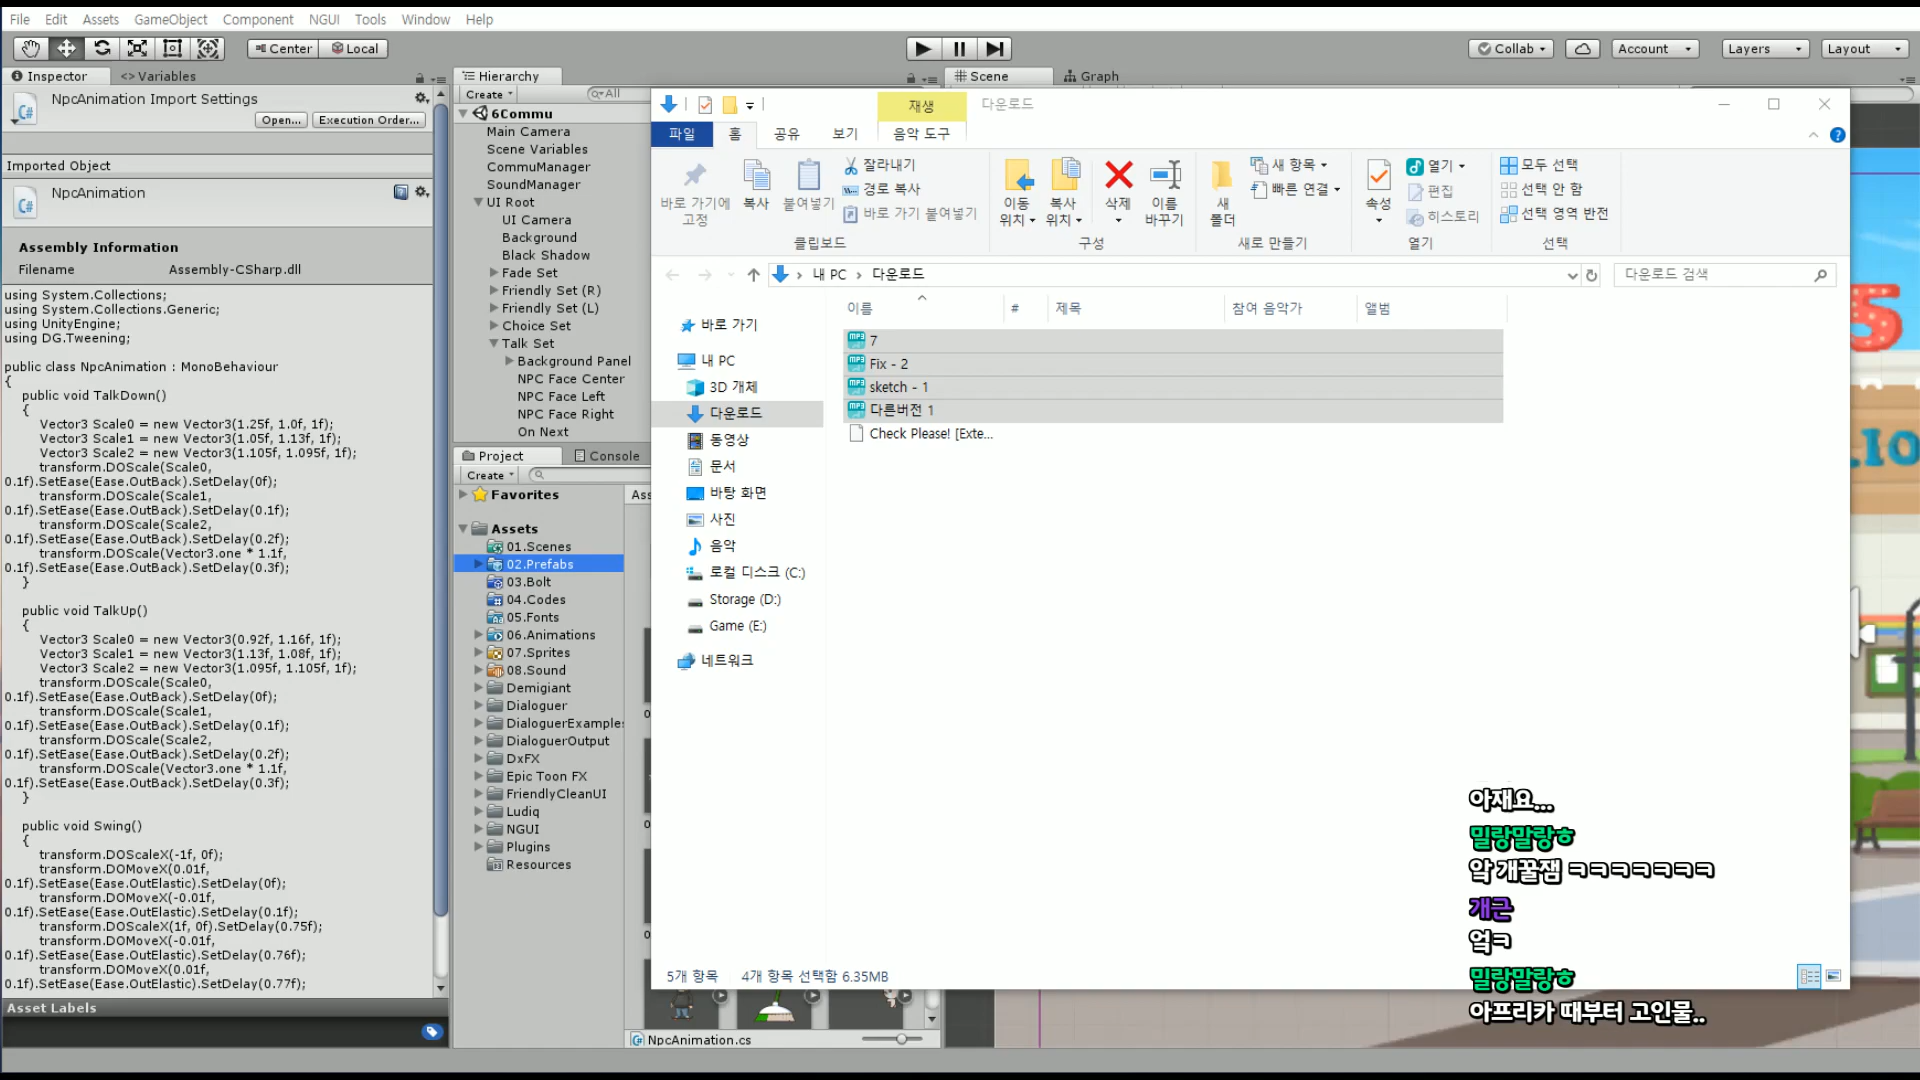 File Edit Assets GameObject Component NGUI Tools Window Help
Center Local
Collab Account Layers Layout
Inspector <> Variables
NpcAnimation Import Settings
Open... Execution Order...
Imported Object
NpcAnimation
Assembly Information
Filename Assembly-CSharp.dll
using System.Collections;
using System.Collections.Generic;
using UnityEngine;
using DG.Tweening;
public class NpcAnimation : MonoBehaviour
{
public void TalkDown()
{
Vector3 Scale0 = new Vector3(1.25f, 1.0f, 1f);
Vector3 Scale1 = new Vector3(1.05f, 1.13f, 1f);
Vector3 Scale2 = new Vector3(1.105f, 1.095f, 1f);
transform.DOScale(Scale0,
0.1f).SetEase(Ease.OutBack).SetDelay(0f);
transform.DOScale(Scale1,
0.1f).SetEase(Ease.OutBack).SetDelay(0.1f);
transform.DOScale(Scale2,
0.1f).SetEase(Ease.OutBack).SetDelay(0.2f);
transform.DOScale(Vector3.one * 1.1f,
0.1f).SetEase(Ease.OutBack).SetDelay(0.3f);
}
public void TalkUp()
{
Vector3 Scale0 = new Vector3(0.92f, 1.16f, 1f);
Vector3 Scale1 = new Vector3(1.13f, 1.08f, 1f);
Vector3 Scale2 = new Vector3(1.095f, 1.105f, 1f);
transform.DOScale(Scale0,
0.1f).SetEase(Ease.OutBack).SetDelay(0f);
transform.DOScale(Scale1,
0.1f).SetEase(Ease.OutBack).SetDelay(0.1f);
transform.DOScale(Scale2,
0.1f).SetEase(Ease.OutBack).SetDelay(0.2f);
transform.DOScale(Vector3.one * 1.1f,
0.1f).SetEase(Ease.OutBack).SetDelay(0.3f);
}
public void Swing()
{
transform.DOScaleX(-1f, 0f);
transform.DOMoveX(0.01f,
0.1f).SetEase(Ease.OutElastic).SetDelay(0f);
transform.DOMoveX(-0.01f,
0.1f).SetEase(Ease.OutElastic).SetDelay(0.1f);
transform.DOScaleX(1f, 0f).SetDelay(0.75f);
transform.DOMoveX(-0.01f,
0.1f).SetEase(Ease.OutElastic).SetDelay(0.76f);
transform.DOMoveX(0.01f,
0.1f).SetEase(Ease.OutElastic).SetDelay(0.77f);
Asset Labels
Hierarchy
Create All
6Commu
Main Camera
Scene Variables
CommuManager
SoundManager
UI Root
UI Camera
Background
Black Shadow
Fade Set
Friendly Set (R)
Friendly Set (L)
Choice Set
Talk Set
Background Panel
NPC Face Center
NPC Face Left
NPC Face Right
On Next
Project Console
Create
Favorites
Ass
Assets
01.Scenes
02.Prefabs
03.Bolt
04.Codes
05.Fonts
06.Animations
07.Sprites
08.Sound
Demigiant
Dialoguer
DialoguerExamples
DialoguerOutput
DxFX
Epic Toon FX
FriendlyCleanUI
Ludiq
NGUI
Plugins
Resources
NpcAnimation.cs
Scene Graph
재생 다운로드
파일 홈 공유 보기 음악 도구
바로 가기에 고정
복사
붙여넣기
잘라내기
경로 복사
바로 가기 붙여넣기
클립보드
이동 위치
복사 위치
삭제
이름 바꾸기
구성
새 폴더
새 항목
빠른 연결
새로 만들기
속성
열기
편집
히스토리
열기
모두 선택
선택 안 함
선택 영역 반전
선택
내 PC 다운로드
다운로드 검색
이름 # 제목 참여 음악가 앨범
바로 가기
내 PC
3D 개체
다운로드
동영상
문서
바탕 화면
사진
음악
로컬 디스크 (C:)
Storage (D:)
Game (E:)
네트워크
MP3 7
MP3 Fix - 2
MP3 sketch - 1
MP3 다른버전 1
Check Please! [Exte...
5개 항목 4개 항목 선택함 6.35MB
아재요...
밀랑말랑ㅎ
앜 개꿀잼 ㅋㅋㅋㅋㅋㅋㅋ
개근
엌ㅋ
밀랑말랑ㅎ
아프리카 때부터 고인물..
5